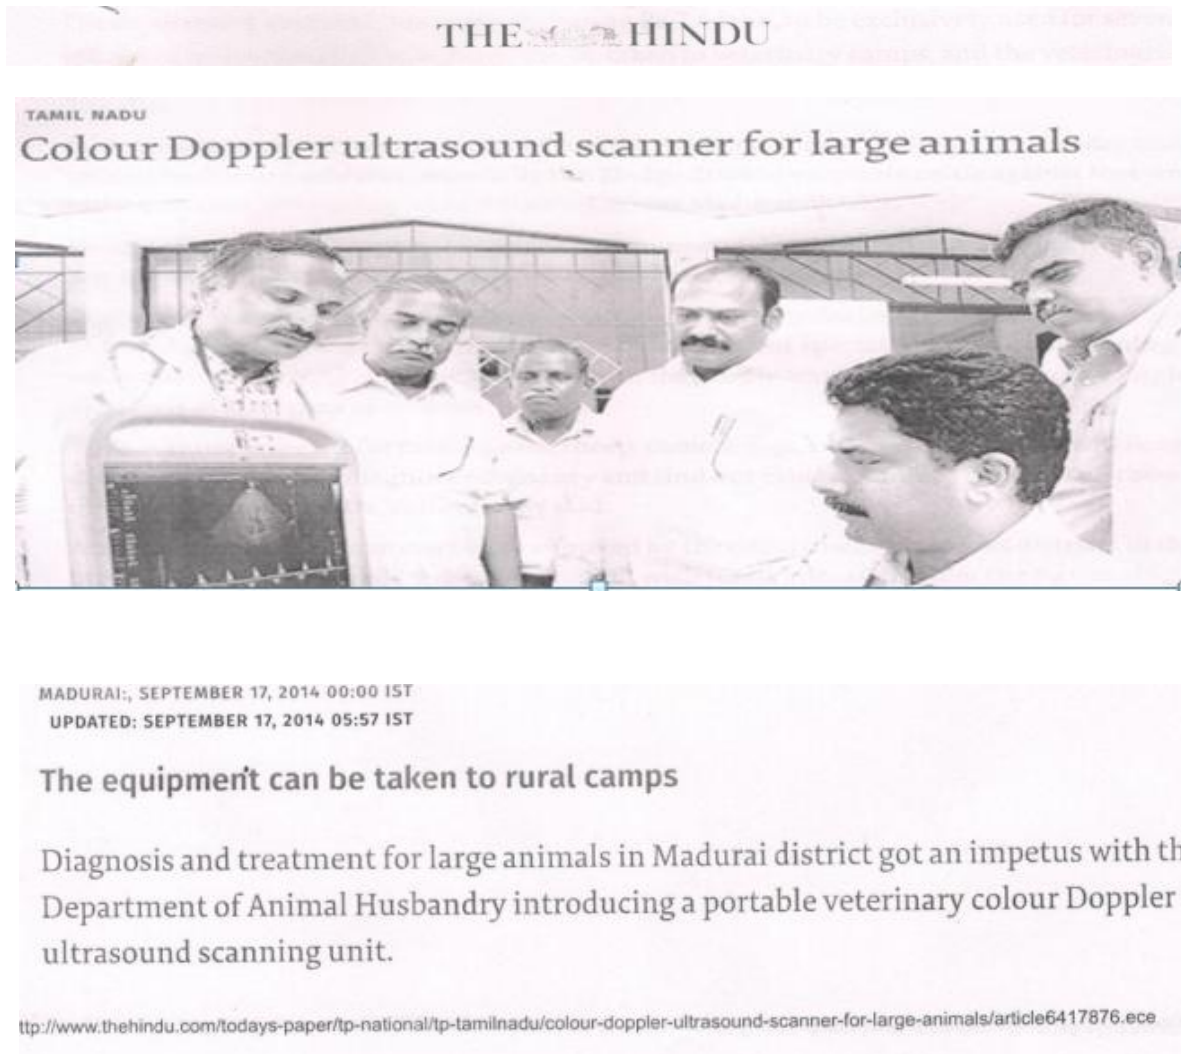 THE HINDU
TAMIL NADU
Colour Doppler ultrasound scanner for large animals
MADURAI:, SEPTEMBER 17, 2014 00:00 IST
UPDATED: SEPTEMBER 17, 2014 05:57 IST
The equipment can be taken to rural camps
Diagnosis and treatment for large animals in Madurai district got an impetus with th
Department of Animal Husbandry introducing a portable veterinary colour Doppler
ultrasound scanning unit.
ttp://www.thehindu.com/todays-paper/tp-national/tp-tamilnadu/colour-doppler-ultrasound-scanner-for-large-animals/article6417876.ece